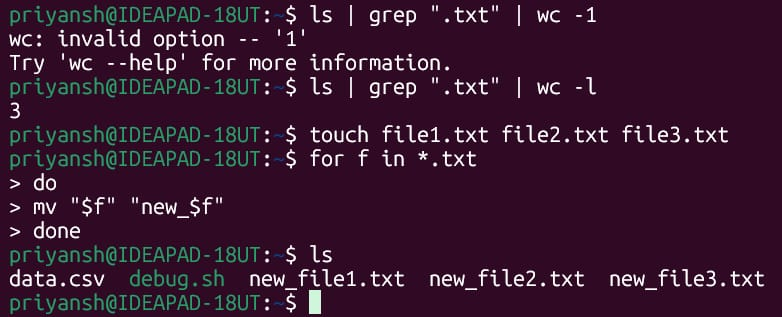 priyansh@IDEAPAD-18UT:~$ ls | grep ".txt" | wc -1
wc: invalid option -- '1'
Try 'wc --help' for more information.
priyansh@IDEAPAD-18UT:~$ ls | grep ".txt" | wc -l
3
priyansh@IDEAPAD-18UT:~$ touch file1.txt file2.txt file3.txt
priyansh@IDEAPAD-18UT:~$ for f in *.txt
> do
> mv "$f" "new_$f"
> done
priyansh@IDEAPAD-18UT:~$ ls
data.csv  debug.sh  new_file1.txt  new_file2.txt  new_file3.txt
priyansh@IDEAPAD-18UT:~$